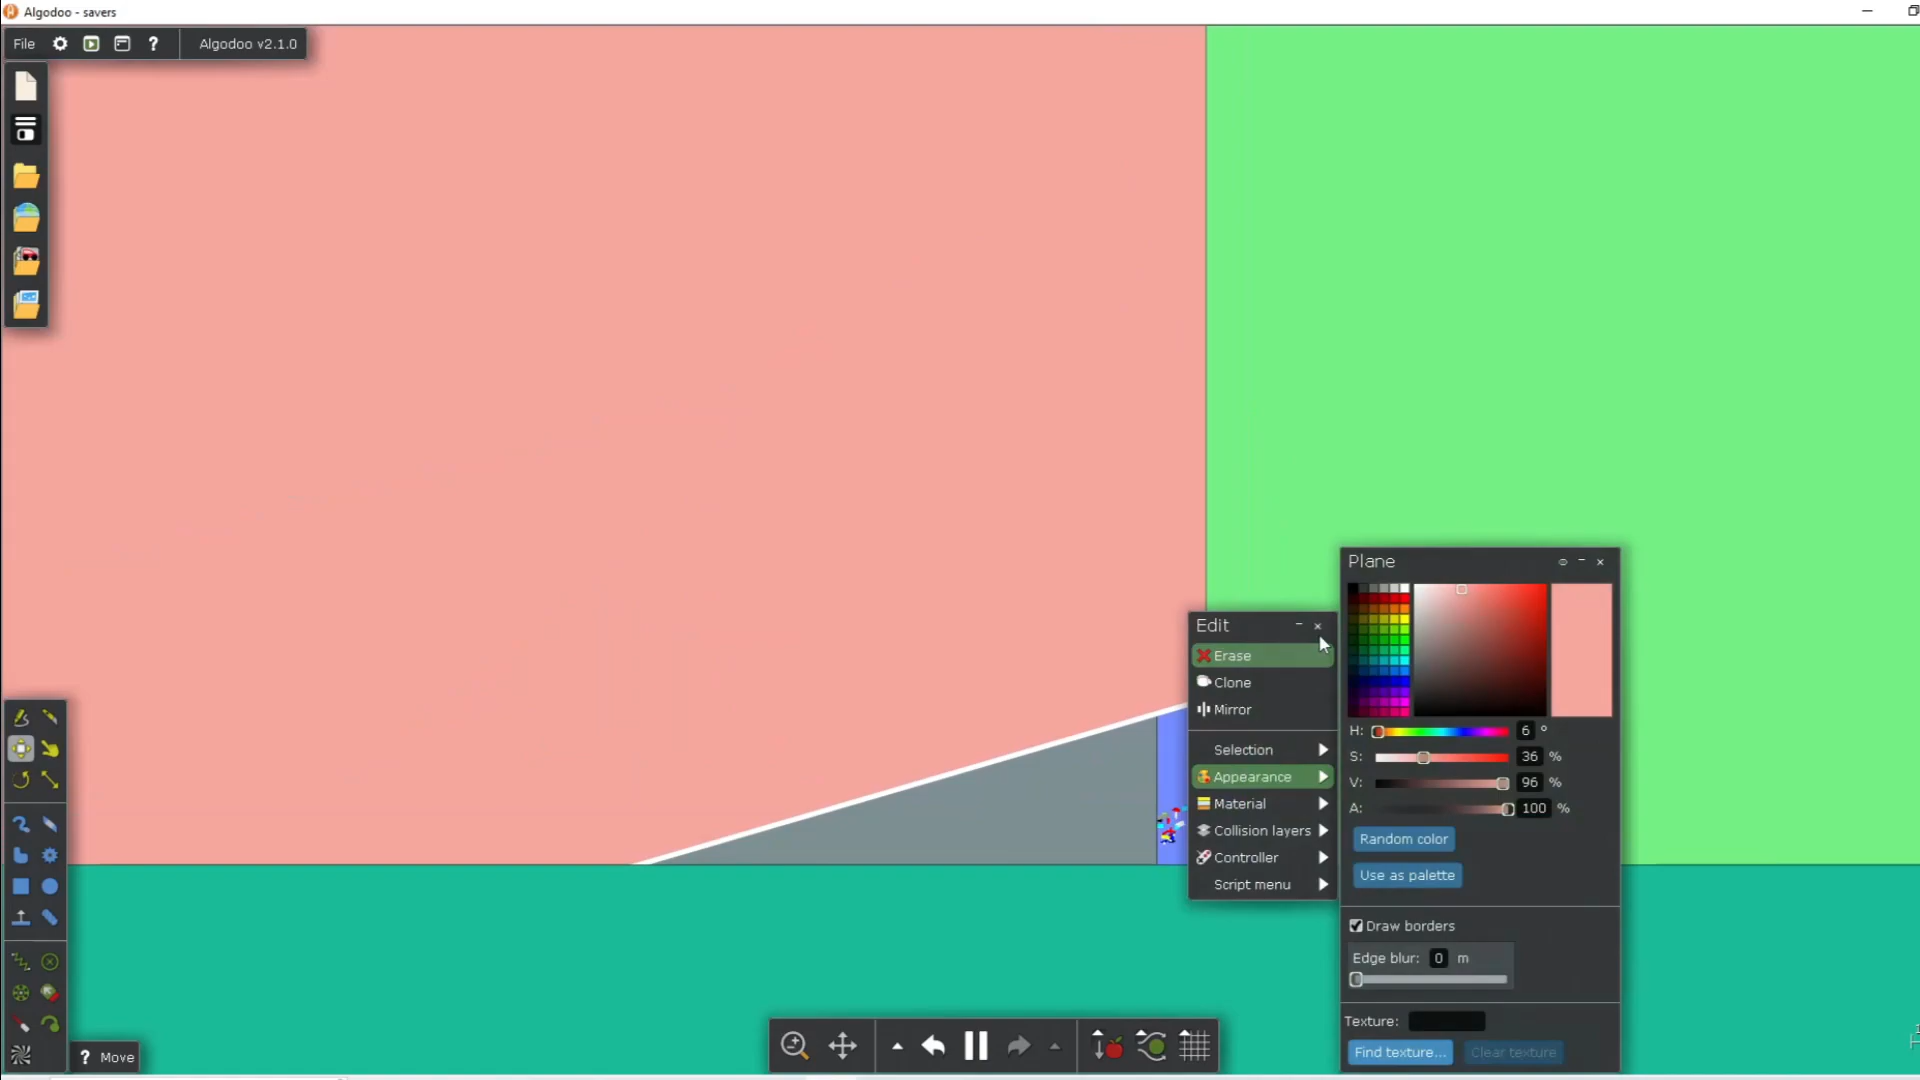 Algodoo - savers
File
?
Algodoo v2.1.0
Edit
Erase
Clone
Mirror
Selection
Appearance
Material
Collision layers
Controller
Script menu
Plane
H: 6 °
S: 36 %
V: 96 %
A: 100 %
Random color
Use as palette
Draw borders
Edge blur: 0 m
Texture:
Find texture... Clear texture
? Move